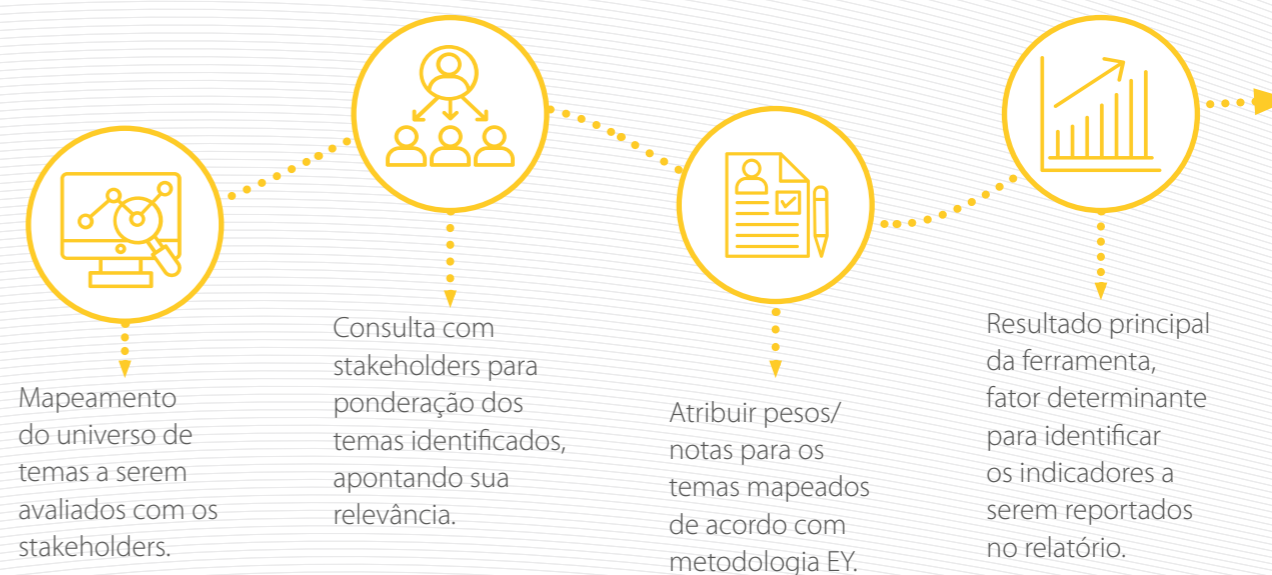 Mapeamento
do universo de
temas a serem
avaliados com os
stakeholders.
Consulta com
stakeholders para
ponderação dos
temas identificados,
apontando sua
relevância.
Atribuir pesos/
notas para os
temas mapeados
de acordo com
metodologia EY.
Resultado principal
da ferramenta,
fator determinante
para identificar
os indicadores a
serem reportados
no relatório.